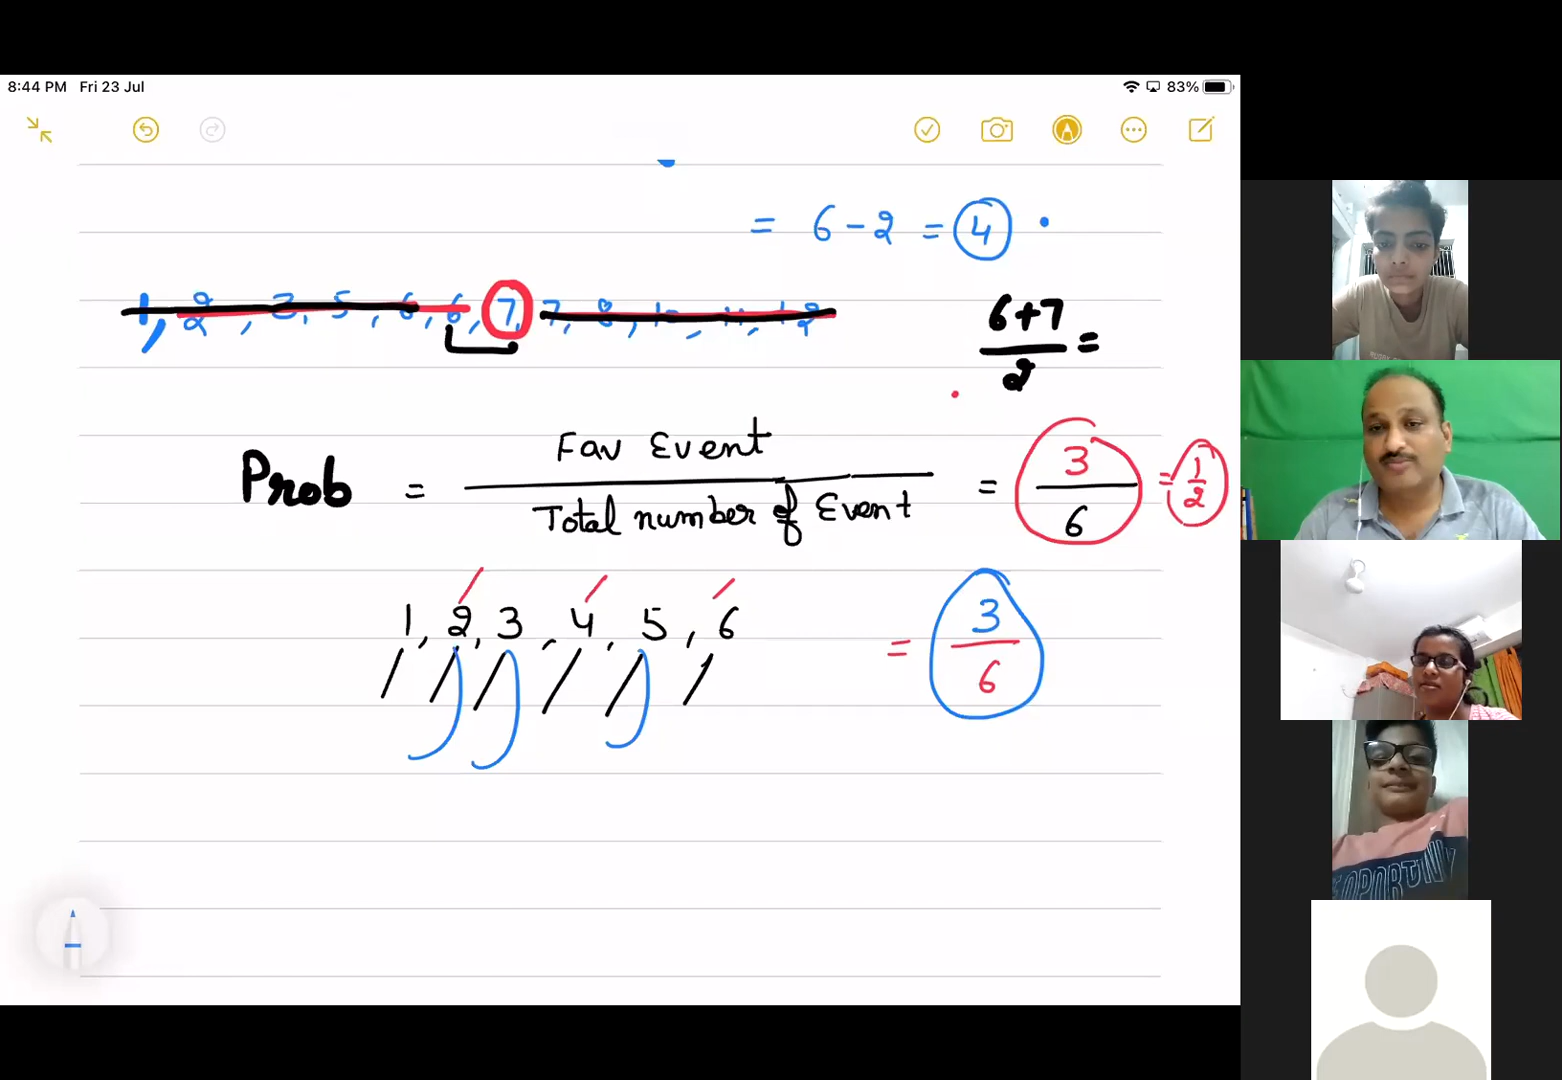 8:44 PM Fri 23 Jul 83%
= 6 - 2 = 4
1, 2, 3, 5, 6, 6, 7, 7, 8, 12
6+7
2 =
Prob = Fav Event
Total number of Event
= 3
6
= 1
2
1, 2, 3, 4, 5, 6
= 3
6